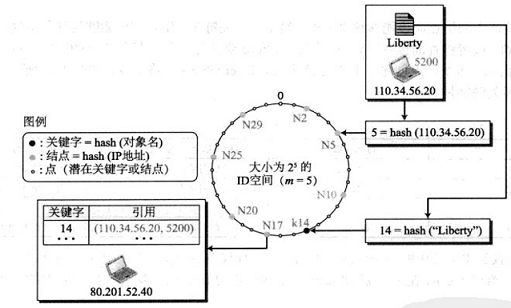 Liberty
5200
110.34.56.20
0
N29
N2
图例
● : 关键字 = hash (对象名)
● : 结点 = hash (IP地址)
○ : 点 (潜在关键字或结点)
N5
5 = hash (110.34.56.20)
N25
大小为 2⁵ 的
ID空间 (m = 5)
N10
N20
N17
k14
14 = hash (“Liberty”)
关键字 引用
14 (110.34.56.20, 5200)
••• •••
80.201.52.40